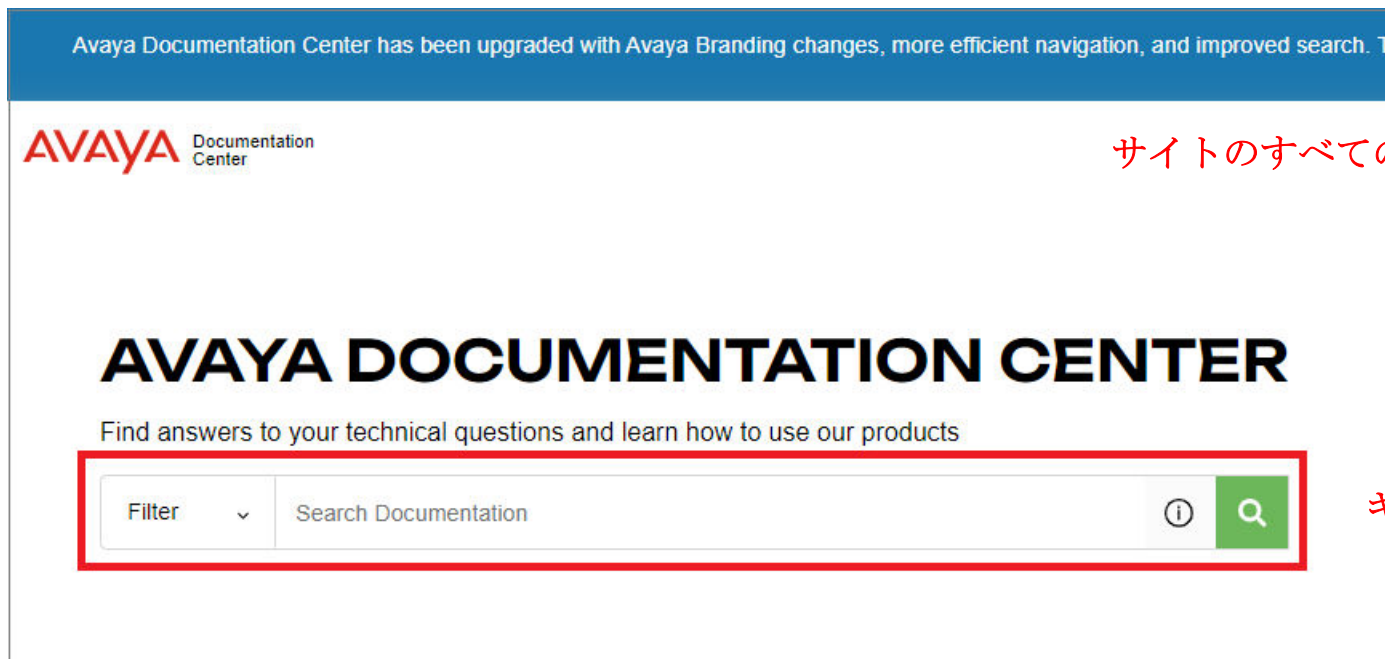 Avaya Documentation Center has been upgraded with Avaya Branding changes, more efficient navigation, and improved search.
AVAYA Documentation
Center
サイトのすべて
AVAYA DOCUMENTATION CENTER
Find answers to your technical questions and learn how to use our products
Filter Search Documentation